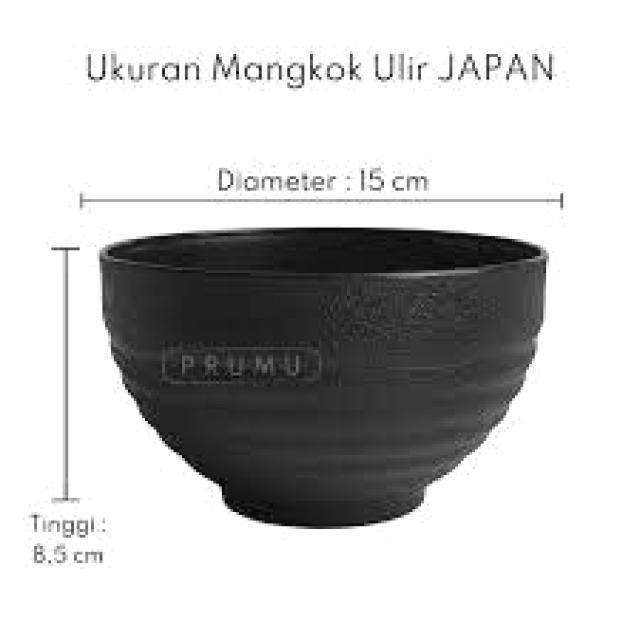 Ukuran Mangkok Ulir JAPAN
Diameter : 15 cm
PRUMU
Tinggi :
8,5 cm